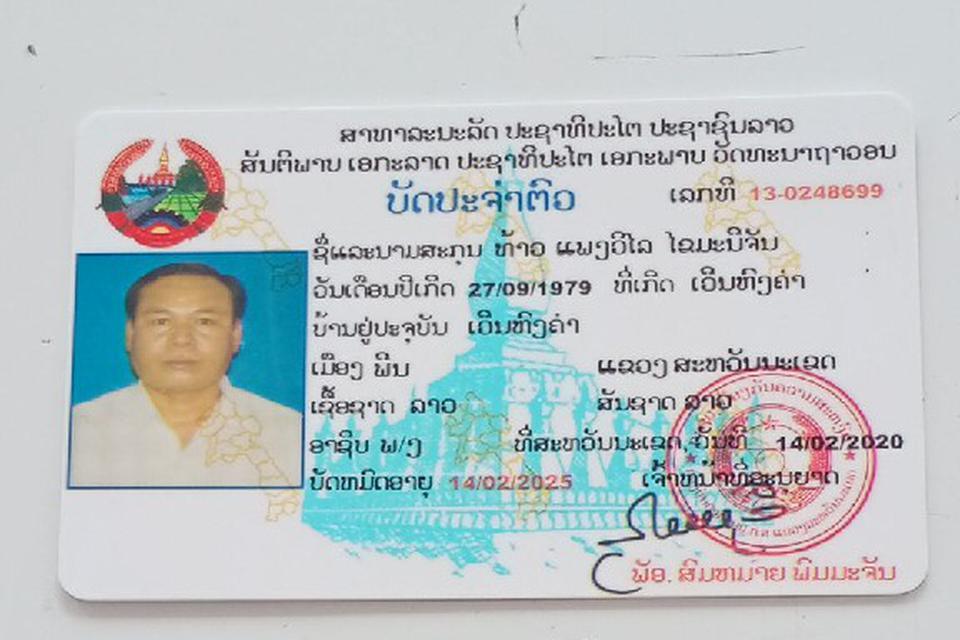 ສາທາລະນະລັດ ປະຊາທິປະໄຕ ປະຊາຊົນລາວ
ສັນຕິພາບ ເອກະລາດ ປະຊາທິປະໄຕ ເອກະພາບ ວັດທະນາຖາວອນ
ບັດປະຈຳຕົວ ເລກທີ 13-0248699
ຊື່ແລະນາມສະກຸນ ທ້າວ ແພງວິໄລ ໄຊມະນີຈັນ
ວັນເດືອນປີເກີດ 27/09/1979 ທີ່ເກີດ ເວີນຫົງຄຳ
ບ້ານຢູ່ປະຈຸບັນ ເວີນຫົງຄຳ
ເມືອງ ພີນ ແຂວງ ສະຫວັນນະເຂດ
ເຊື້ອຊາດ ລາວ ສັນຊາດ ລາວ
ອາຊີບ ພ/ງ ທີ່ສະຫວັນນະເຂດ, ວັນທີ 14/02/2020
ບັດຫມົດອາຍຸ 14/02/2025 ເຈົ້າຫນ້າທີ່ອະນຸຍາດ
ພັອ. ສົມຫມາຍ ພິມມະຈັນ